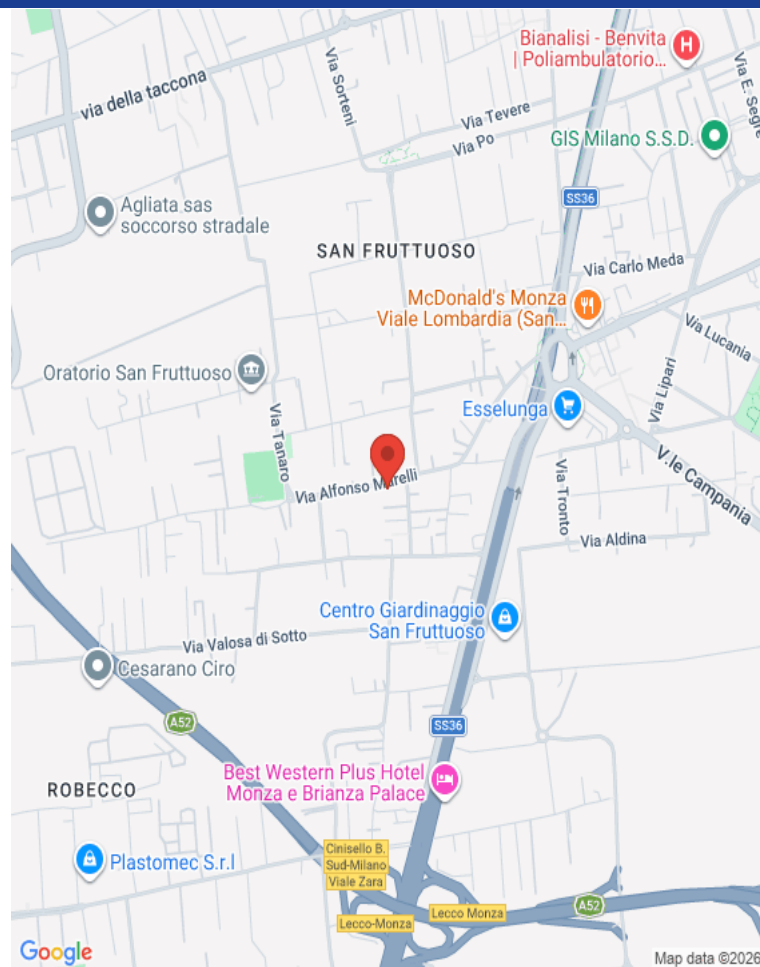 Bianalisi - Benvita
| Poliambulatorio...
H
via della taccona
Via Sorteni
Via Tevere
Via Po
Via E. Segrè
GIS Milano S.S.D.
SS36
Agliata sas
soccorso stradale
SAN FRUTTUOSO
Via Carlo Meda
McDonald's Monza
Viale Lombardia (San...
Via Lucania
Oratorio San Fruttuoso
Via Lipari
Esselunga
Via Tanaro
V.le Campania
Via Alfonso Murelli
Via Tronto
Via Aldina
Centro Giardinaggio
San Fruttuoso
Via Valosa di Sotto
Cesarano Ciro
A52
SS36
Best Western Plus Hotel
Monza e Brianza Palace
ROBECCO
Plastomec S.r.l
Cinisello B.
Sud-Milano
Viale Zara
Lecco-Monza
Lecco Monza
A52
Google
Map data ©2026